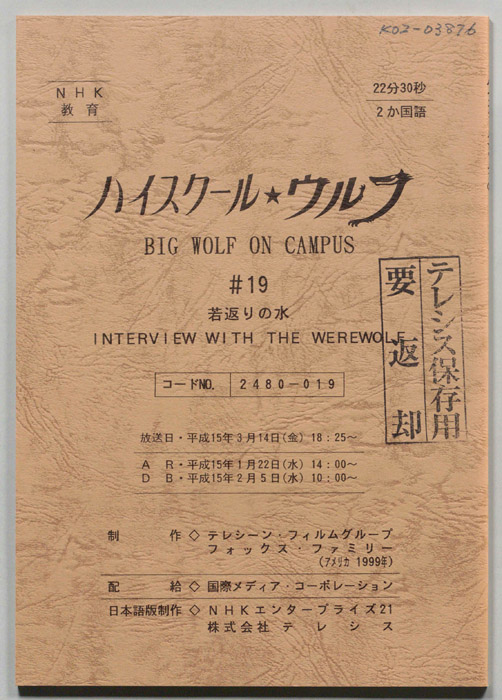 K02-03876
NHK
教育
22分30秒
2か国語
ハイスクール★ウルフ
BIG WOLF ON CAMPUS
#19
若返りの水
INTERVIEW WITH THE WEREWOLF
テレシス保存用
要返却
コードNO. 2480-019
放送日・平成15年3月14日(金) 18:25～
AR・平成15年1月22日(水) 14:00～
DB・平成15年2月5日(水) 10:00～
制作◇テレシーン・フィルムグループ
フォックス・ファミリー
(アメリカ 1999年)
配給◇国際メディア・コーポレーション
日本語版制作◇NHKエンタープライズ21
株式会社テレシス